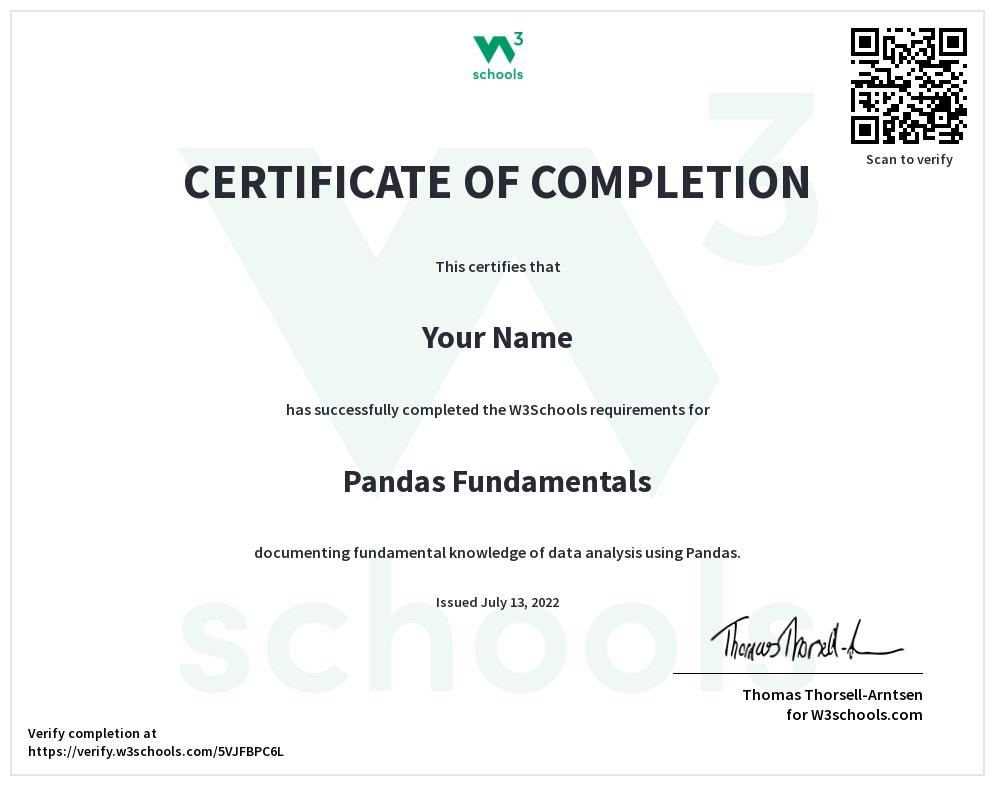 W3
schools
Scan to verify
CERTIFICATE OF COMPLETION
This certifies that
Your Name
has successfully completed the W3Schools requirements for
Pandas Fundamentals
documenting fundamental knowledge of data analysis using Pandas.
Issued July 13, 2022
Thomas Thorsell-A
Thomas Thorsell-Arntsen
for W3schools.com
Verify completion at
https://verify.w3schools.com/5VJFBPC6L
W3
schools